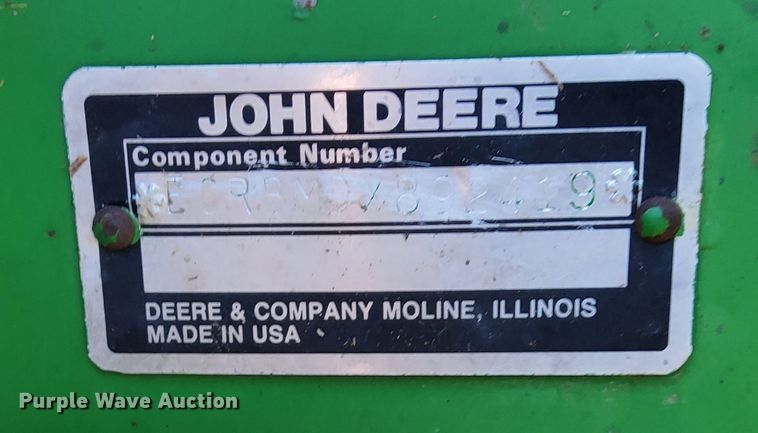 JOHN DEERE
Component Number
DEERE & COMPANY MOLINE, ILLINOIS
MADE IN USA
Purple Wave Auction